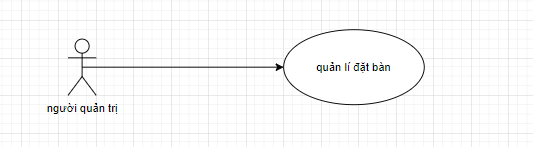 quản lí đặt bàn
người quản trị